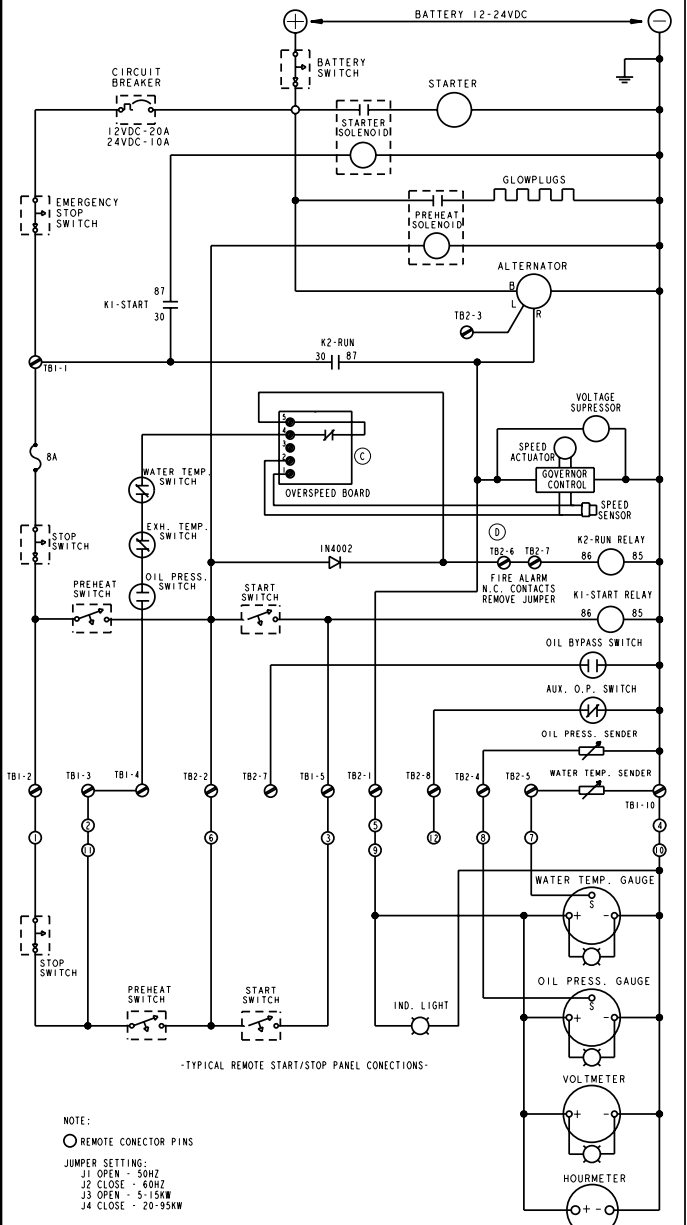 BATTERY 12-24VDC
+
-
BATTERY
SWITCH
CIRCUIT
BREAKER
12VDC-20A
24VDC-10A
STARTER
STARTER
SOLENOID
EMERGENCY
STOP
SWITCH
GLOWPLUGS
PREHEAT
SOLENOID
ALTERNATOR
B
L
R
TB2-3
87
K1-START
30
K2-RUN
30
87
TB1-1
VOLTAGE
SUPRESSOR
SPEED
ACTUATOR
GOVERNOR
CONTROL
SPEED
SENSOR
5
4
3
2
1
C
OVERSPEED BOARD
8A
WATER TEMP.
SWITCH
EXH. TEMP.
SWITCH
OIL PRESS.
SWITCH
STOP
SWITCH
D
IN4002
TB2-6
TB2-7
FIRE ALARM
N.C. CONTACTS
REMOVE JUMPER
K2-RUN RELAY
86
85
PREHEAT
SWITCH
START
SWITCH
K1-START RELAY
86
85
OIL BYPASS SWITCH
AUX. O.P. SWITCH
OIL PRESS. SENDER
WATER TEMP. SENDER
TB1-2
TB1-3
TB1-4
TB2-2
TB2-7
TB1-5
TB2-1
TB2-8
TB2-4
TB2-5
TB1-10
1
2
11
6
3
5
9
12
8
7
4
10
WATER TEMP. GAUGE
S
+
-
STOP
SWITCH
OIL PRESS. GAUGE
S
+
-
PREHEAT
SWITCH
START
SWITCH
IND. LIGHT
-TYPICAL REMOTE START/STOP PANEL CONECTIONS-
VOLTMETER
+
-
HOURMETER
+
-
NOTE:
REMOTE CONECTOR PINS
JUMPER SETTING:
J1 OPEN - 50HZ
J2 CLOSE - 60HZ
J3 OPEN - 5-15KW
J4 CLOSE - 20-95KW